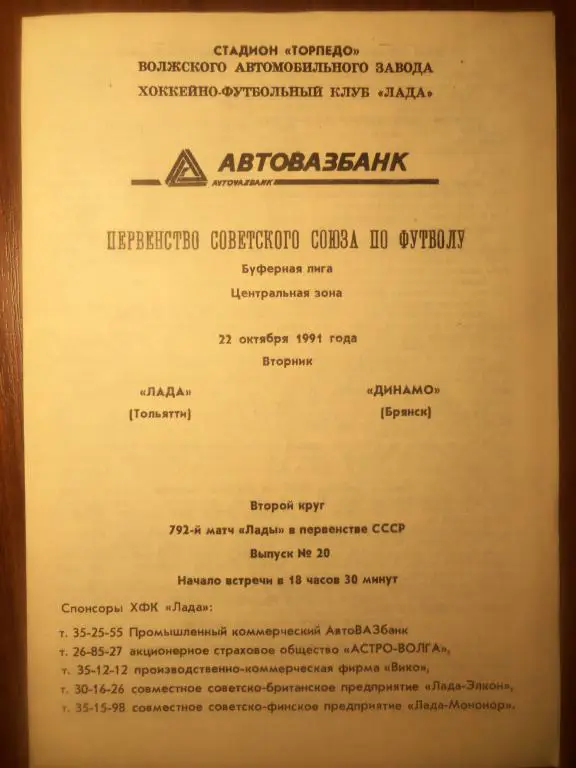 СТАДИОН «ТОРПЕДО»
ВОЛЖСКОГО АВТОМОБИЛЬНОГО ЗАВОДА
ХОККЕЙНО-ФУТБОЛЬНЫЙ КЛУБ «ЛАДА»
АВТОВАЗБАНК
AVTOVAZBANK
ПЕРВЕНСТВО СОВЕТСКОГО СОЮЗА ПО ФУТБОЛУ
Буферная лига
Центральная зона
22 октября 1991 года
Вторник
«ЛАДА» «ДИНАМО»
(Тольятти) (Брянск)
Второй круг
792-й матч «Лады» в первенстве СССР
Выпуск № 20
Начало встречи в 18 часов 30 минут
Спонсоры ХФК «Лада»:
т. 35-25-55 Промышленный коммерческий АвтоВАЗбанк
т. 26-85-27 акционерное страховое общество «АСТРО-ВОЛГА»,
т. 35-12-12 производственно-коммерческая фирма «Вико»,
т. 30-16-26 совместное советско-британское предприятие «Лада-Элкон»,
т. 35-15-98 совместное советско-финское предприятие «Лада-Мононор».